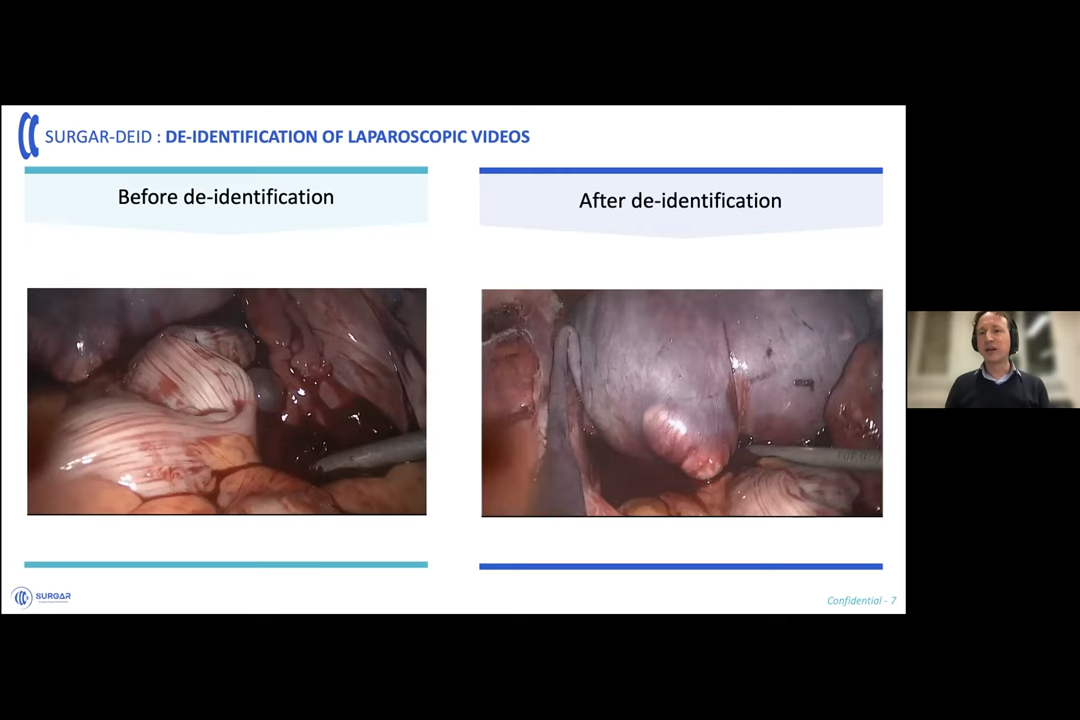 SURGAR-DEID : DE-IDENTIFICATION OF LAPAROSCOPIC VIDEOS
Before de-identification
After de-identification
SURGAR
Confidential - 7